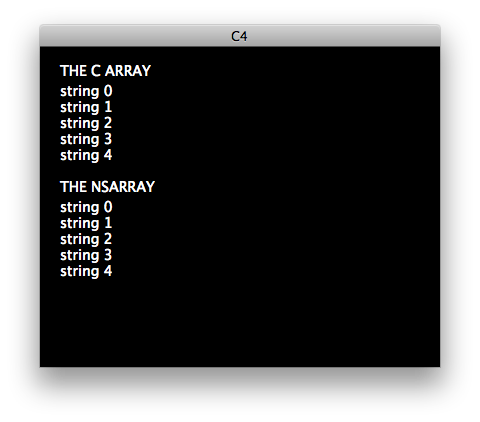 C4
THE C ARRAY
string 0
string 1
string 2
string 3
string 4
THE NSARRAY
string 0
string 1
string 2
string 3
string 4